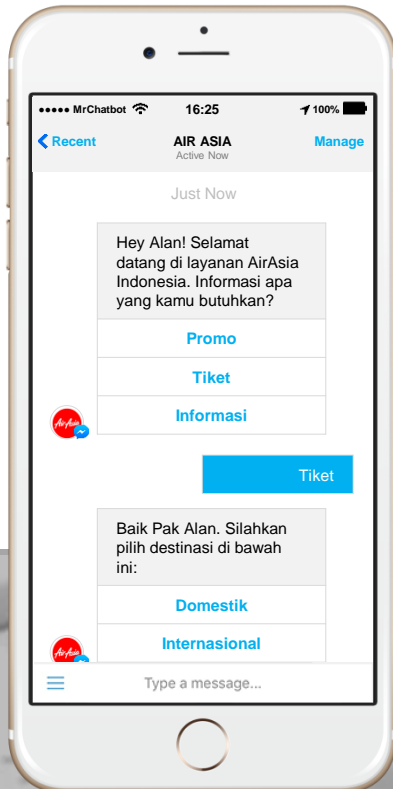 MrChatbot 16:25 100%
Recent AIR ASIA Manage
Active Now
Just Now
Hey Alan! Selamat
datang di layanan AirAsia
Indonesia. Informasi apa
yang kamu butuhkan?
Promo
Tiket
Informasi
AirAsia
Tiket
Baik Pak Alan. Silahkan
pilih destinasi di bawah
ini:
Domestik
Internasional
AirAsia
Type a message...